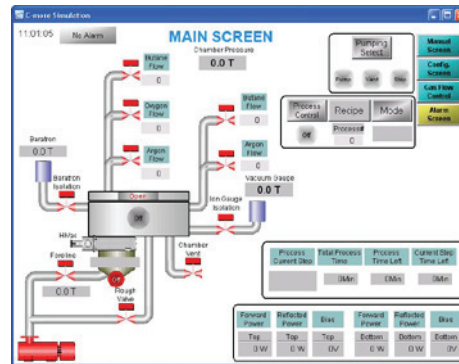 C-more Simulation
11:01:05
No Alarm
MAIN SCREEN
Chamber Pressure
0.0 T
Butane
Flow
0
Oxygen
Flow
0
Argon
Flow
0
Butane
Flow
0
Argon
Flow
0
Pumping
Select
Pump
Vent
Stop
Manual
Screen
Config.
Screen
Gas Flow
Control
Alarm
Screen
Process
Control
Recipe
Mode
Off
Process#
0
Baratron
0.0 T
Baratron
Isolation
Open
Off
Vacuum Gauge
0.0 T
Ion Gauge
Isolation
HiVac
Foreline
0.0 T
Off
Rough
Valve
Chamber
Vent
Process
Current Step
Total Process
Time
0Min
Process
Time Left
0Min
Current Step
Time Left
0Min
Forward
Power
Top
0 W
Reflected
Power
Top
0 W
Bias
Top
0V
Forward
Power
Bottom
0 W
Reflected
Power
Bottom
0 W
Bias
Bottom
0V